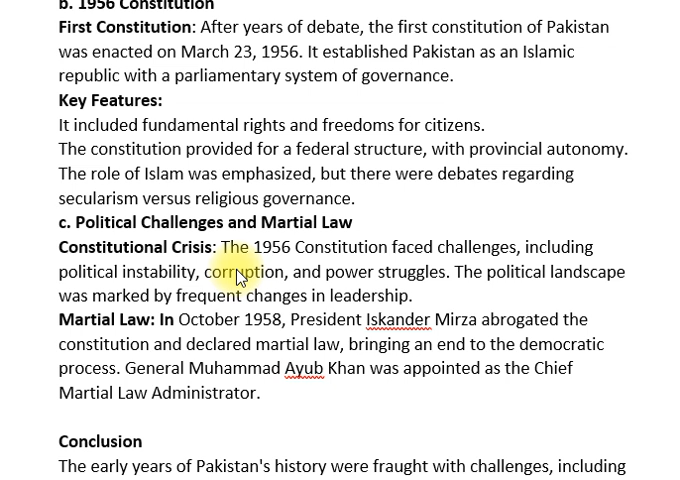 b. 1956 Constitution
First Constitution: After years of debate, the first constitution of Pakistan
was enacted on March 23, 1956. It established Pakistan as an Islamic
republic with a parliamentary system of governance.
Key Features:
It included fundamental rights and freedoms for citizens.
The constitution provided for a federal structure, with provincial autonomy.
The role of Islam was emphasized, but there were debates regarding
secularism versus religious governance.
c. Political Challenges and Martial Law
Constitutional Crisis: The 1956 Constitution faced challenges, including
political instability, corruption, and power struggles. The political landscape
was marked by frequent changes in leadership.
Martial Law: In October 1958, President Iskander Mirza abrogated the
constitution and declared martial law, bringing an end to the democratic
process. General Muhammad Ayub Khan was appointed as the Chief
Martial Law Administrator.
Conclusion
The early years of Pakistan's history were fraught with challenges, including